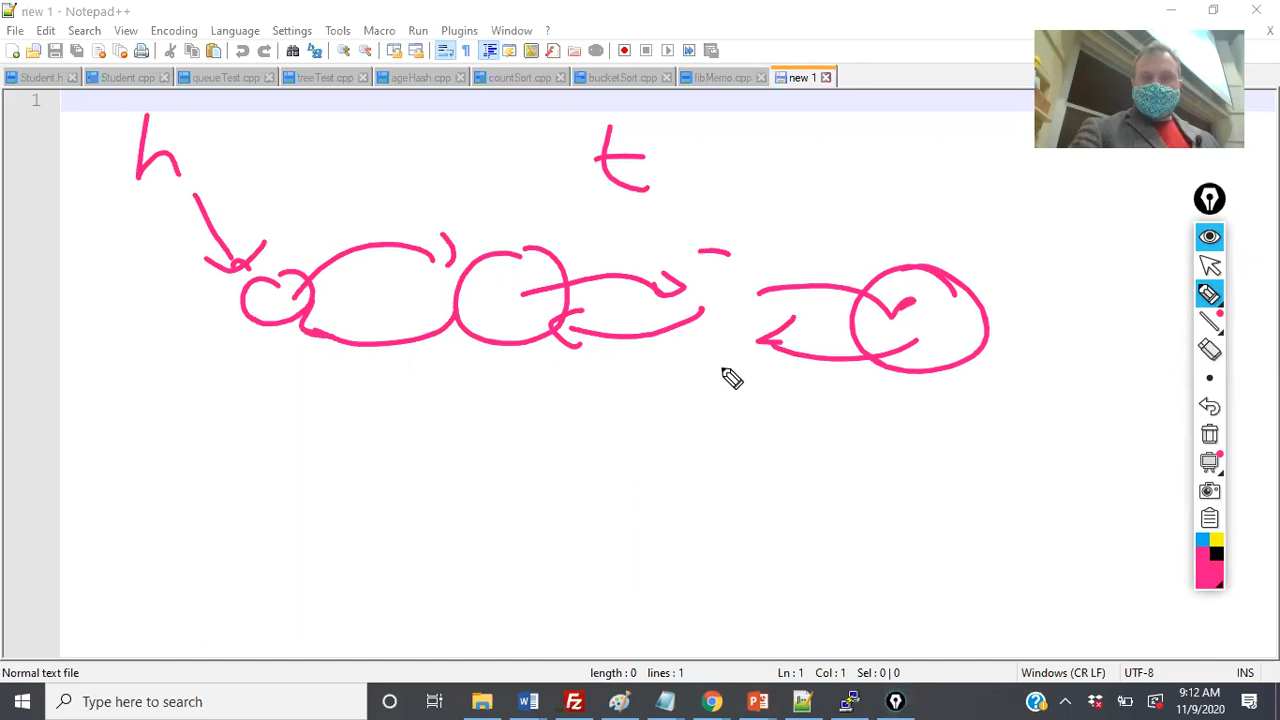 new 1 - Notepad++
File Edit Search View Encoding Language Settings Tools Macro Run Plugins Window ? X
Student.h Student.cpp queueTest.cpp treeTest.cpp ageHash.cpp countSort.cpp bucketSort.cpp libMemo.cpp new 1
1
h t
Normal text file length : 0 lines : 1 Ln : 1 Col : 1 Sel : 0 | 0 Windows (CR LF) UTF-8 INS
Type here to search
9:12 AM
11/9/2020